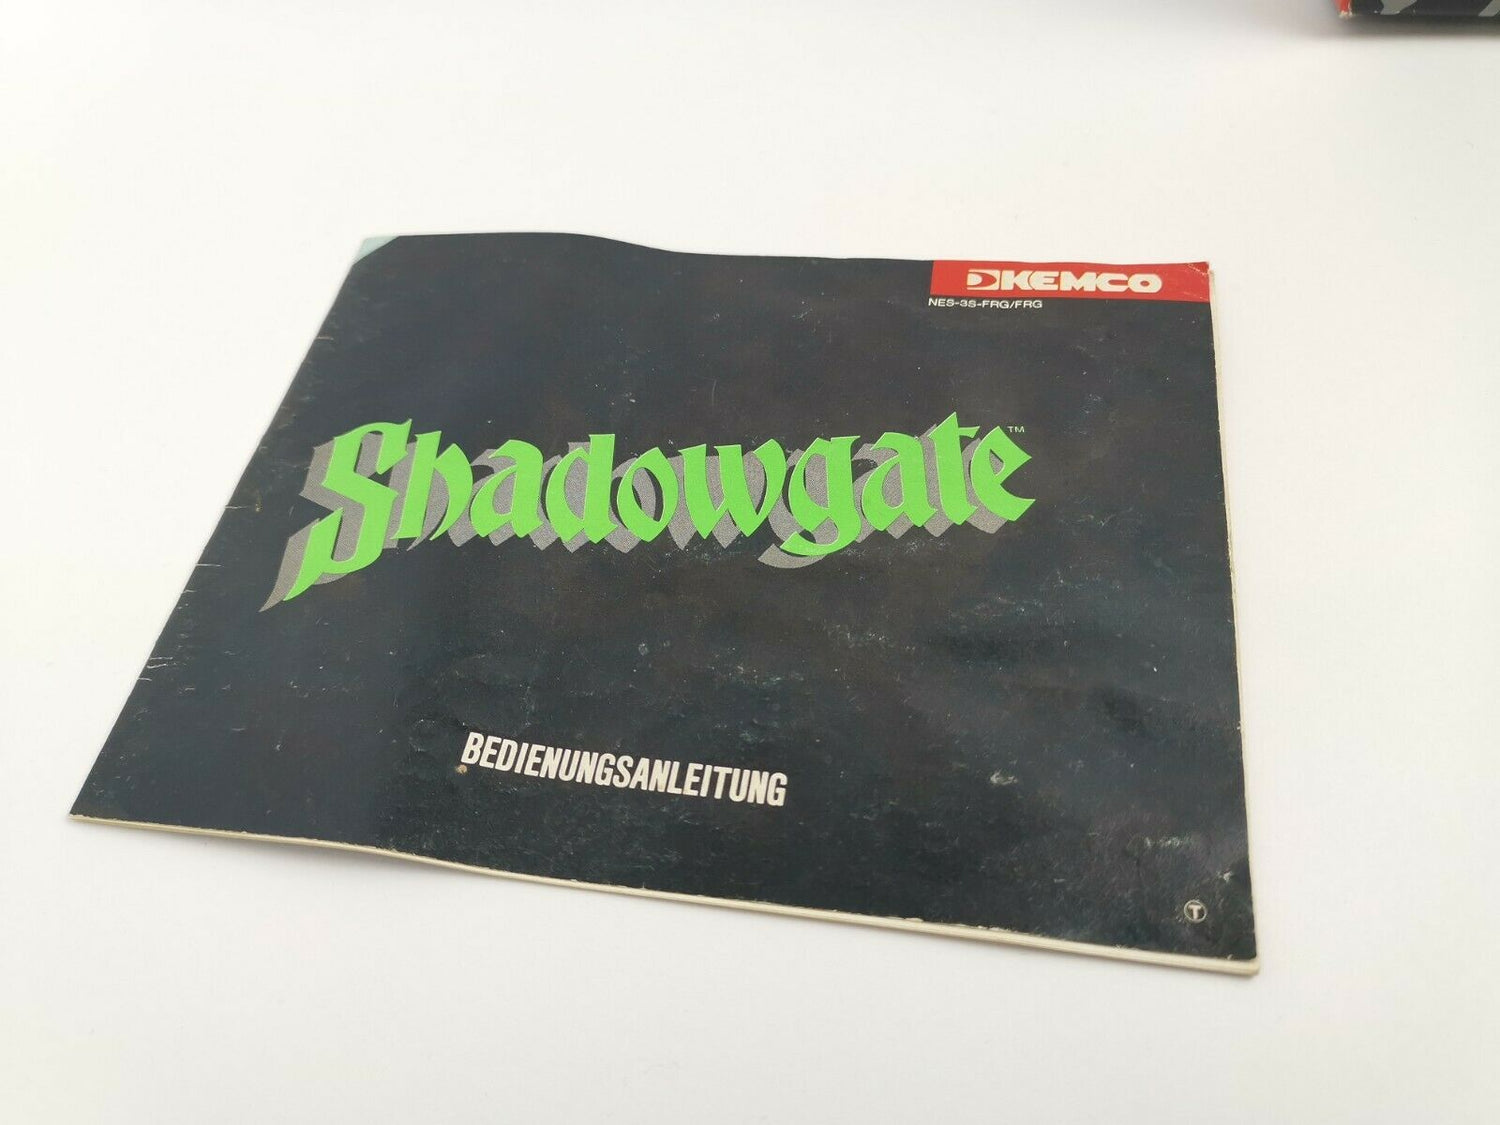 KEMCO
NES-3S-FRG/FRG
Shadowgate™
BEDIENUNGSANLEITUNG
T